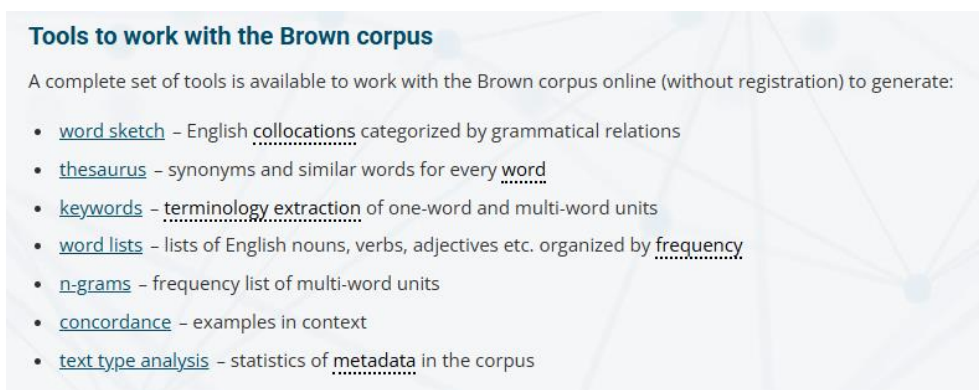 Tools to work with the Brown corpus
A complete set of tools is available to work with the Brown corpus online (without registration) to generate:
• word sketch – English collocations categorized by grammatical relations
• thesaurus – synonyms and similar words for every word
• keywords – terminology extraction of one-word and multi-word units
• word lists – lists of English nouns, verbs, adjectives etc. organized by frequency
• n-grams – frequency list of multi-word units
• concordance – examples in context
• text type analysis – statistics of metadata in the corpus